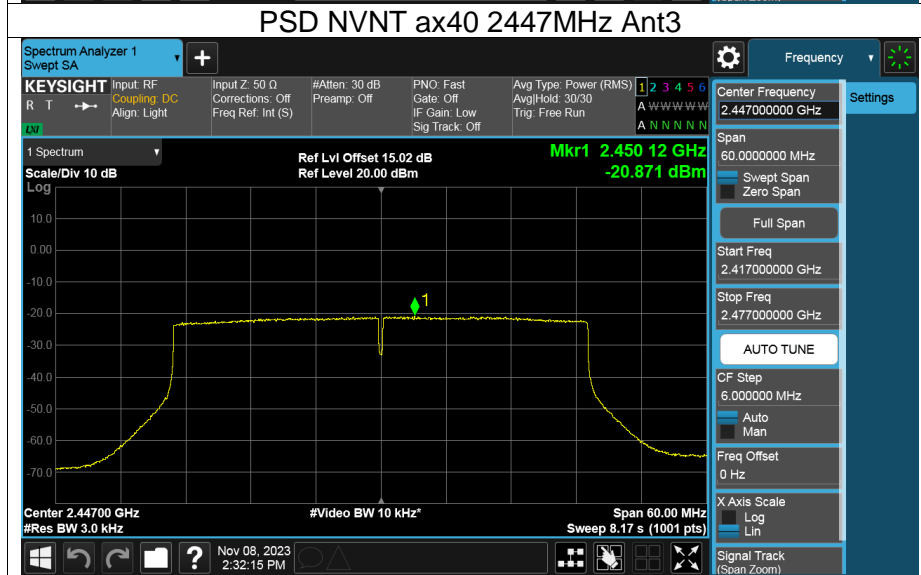 (Span Zoom)
PSD NVNT ax40 2447MHz Ant3
Spectrum Analyzer 1
Swept SA
Frequency
KEYSIGHT
R T
LXI
Input: RF
Coupling: DC
Align: Light
Input Z: 50 Ω
Corrections: Off
Freq Ref: Int (S)
#Atten: 30 dB
Preamp: Off
PNO: Fast
Gate: Off
IF Gain: Low
Sig Track: Off
Avg Type: Power (RMS)
Avg|Hold: 30/30
Trig: Free Run
1 2 3 4 5 6
A W W W W W
A N N N N N
1 Spectrum
Scale/Div 10 dB
Log
Ref Lvl Offset 15.02 dB
Ref Level 20.00 dBm
Mkr1 2.450 12 GHz
-20.871 dBm
10.0
0.00
-10.0
-20.0
-30.0
-40.0
-50.0
-60.0
-70.0
1
Center 2.44700 GHz
#Res BW 3.0 kHz
#Video BW 10 kHz*
Span 60.00 MHz
Sweep 8.17 s (1001 pts)
Nov 08, 2023
2:32:15 PM
Center Frequency
2.447000000 GHz
Settings
Span
60.0000000 MHz
Swept Span
Zero Span
Full Span
Start Freq
2.417000000 GHz
Stop Freq
2.477000000 GHz
AUTO TUNE
CF Step
6.000000 MHz
Auto
Man
Freq Offset
0 Hz
X Axis Scale
Log
Lin
Signal Track
(Span Zoom)